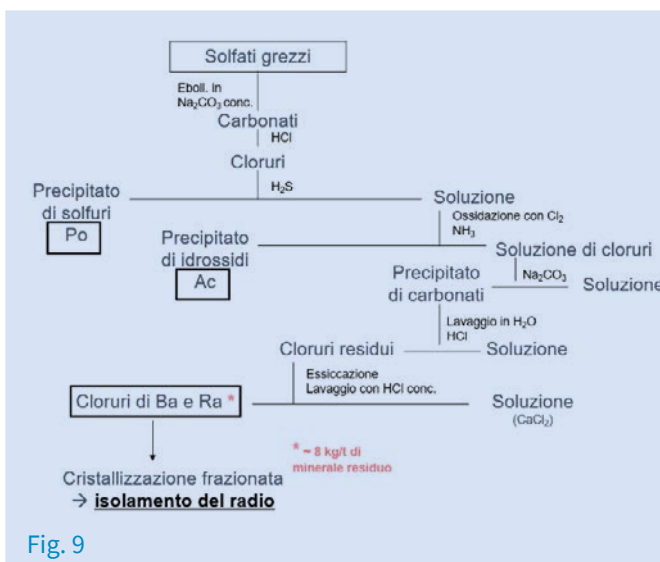 Solfati grezzi
Eboll. in
Na₂CO₃ conc.
Carbonati
HCl
Cloruri
H₂S
Precipitato
di solfuri
Po
Soluzione
Ossidazione con Cl₂
NH₃
Precipitato
di idrossidi
Ac
Soluzione di cloruri
Na₂CO₃
Precipitato
di carbonati
Soluzione
Lavaggio in H₂O
HCl
Cloruri residui
Soluzione
Essiccazione
Lavaggio con HCl conc.
Cloruri di Ba e Ra *
Soluzione
(CaCl₂)
* ~ 8 kg/t di
minerale residuo
Cristallizzazione frazionata
→ isolamento del radio
Fig. 9